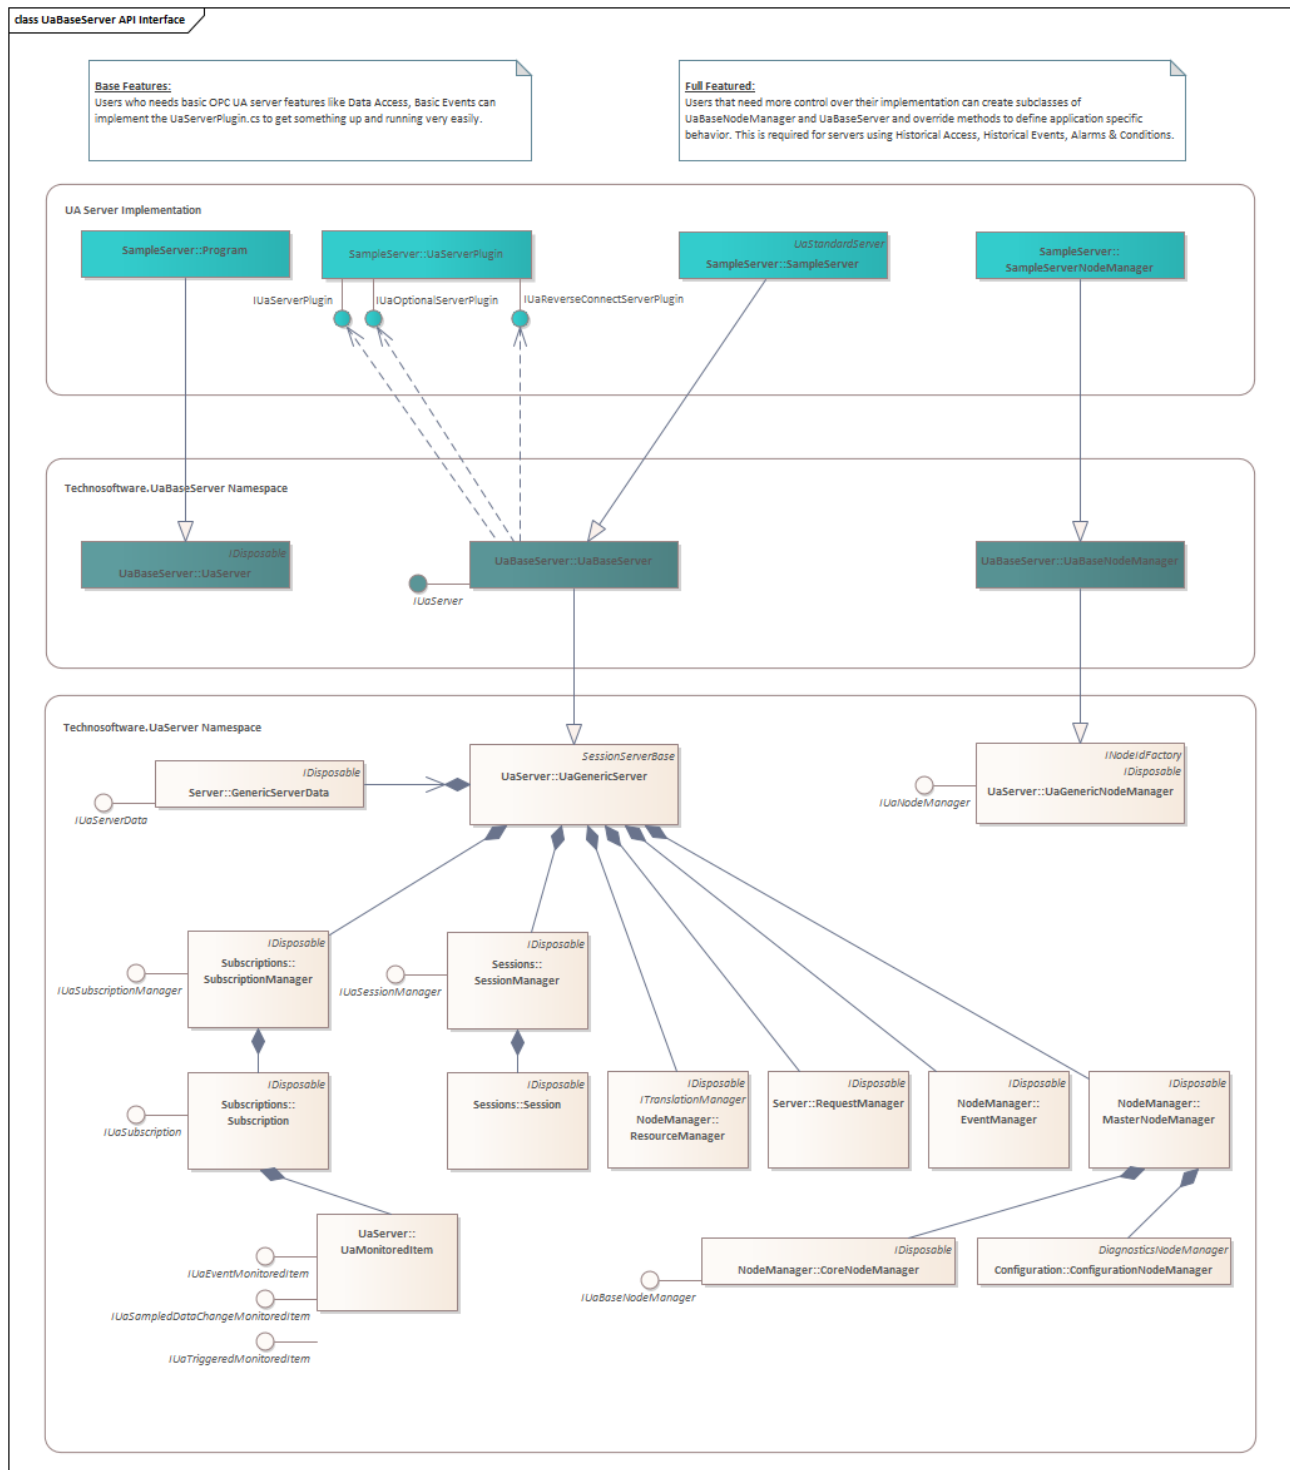 class UaBaseServer API Interface
Base Features:
Users who needs basic OPC UA server features like Data Access, Basic Events can
implement the UaServerPlugin.cs to get something up and running very easily.
Full Featured:
Users that need more control over their implementation can create subclasses of
UaBaseNodeManager and UaBaseServer and override methods to define application specific
behavior. This is required for servers using Historical Access, Historical Events, Alarms & Conditions.
UA Server Implementation
SampleServer::Program
SampleServer::UaServerPlugin
UaStandardServer
SampleServer::SampleServer
SampleServer::
SampleServerNodeManager
IUaServerPlugin
IUaOptionalServerPlugin
IUaReverseConnectServerPlugin
Technosoftware.UaBaseServer Namespace
IDisposable
UaBaseServer::UaServer
UaBaseServer::UaBaseServer
UaBaseServer::UaBaseNodeManager
IUaServer
Technosoftware.UaServer Namespace
SessionServerBase
UaServer::UaGenericServer
INodeIdFactory
IDisposable
UaServer::UaGenericNodeManager
IUaNodeManager
IDisposable
Server::GenericServerData
IUaServerData
IDisposable
Subscriptions::
SubscriptionManager
IUaSubscriptionManager
IDisposable
Sessions::
SessionManager
IUaSessionManager
IDisposable
Subscriptions::
Subscription
IUaSubscription
IDisposable
Sessions::Session
IDisposable
ITranslationManager
NodeManager::
ResourceManager
IDisposable
Server::RequestManager
IDisposable
NodeManager::
EventManager
IDisposable
NodeManager::
MasterNodeManager
UaServer::
UaMonitoredItem
IUaEventMonitoredItem
IUaSampledDataChangeMonitoredItem
IUaTriggeredMonitoredItem
IDisposable
NodeManager::CoreNodeManager
IUaBaseNodeManager
DiagnosticsNodeManager
Configuration::ConfigurationNodeManager